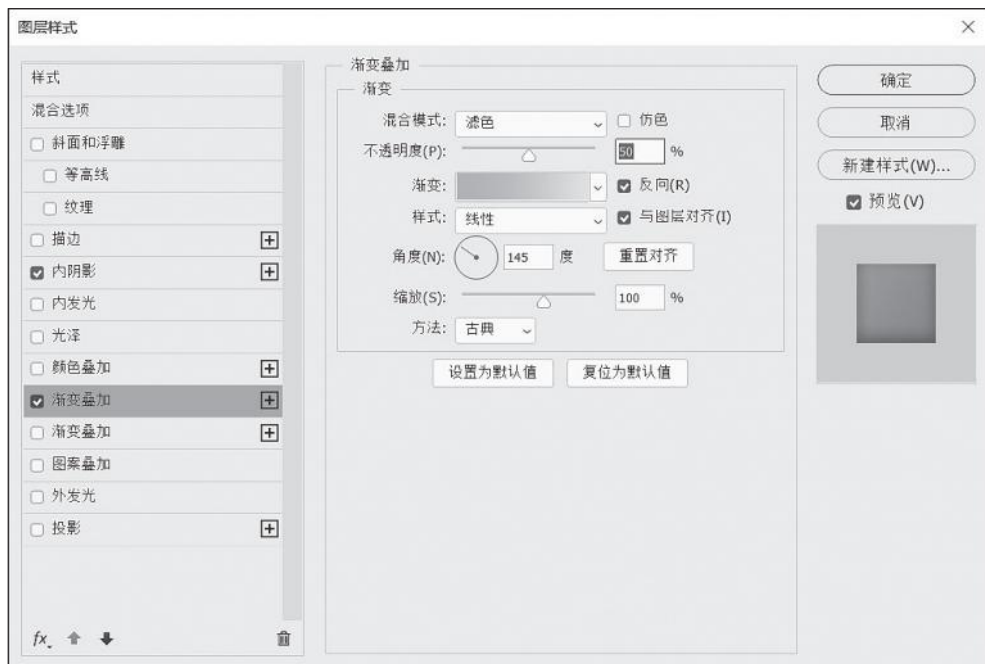 图层样式
样式
混合选项
斜面和浮雕
等高线
纹理
描边
内阴影
内发光
光泽
颜色叠加
渐变叠加
渐变叠加
图案叠加
外发光
投影
fx
渐变叠加
渐变
混合模式: 滤色 仿色
不透明度(P): 50 %
渐变: 反向(R)
样式: 线性 与图层对齐(I)
角度(N): 145 度 重置对齐
缩放(S): 100 %
方法: 古典
设置为默认值 复位为默认值
确定
取消
新建样式(W)...
预览(V)